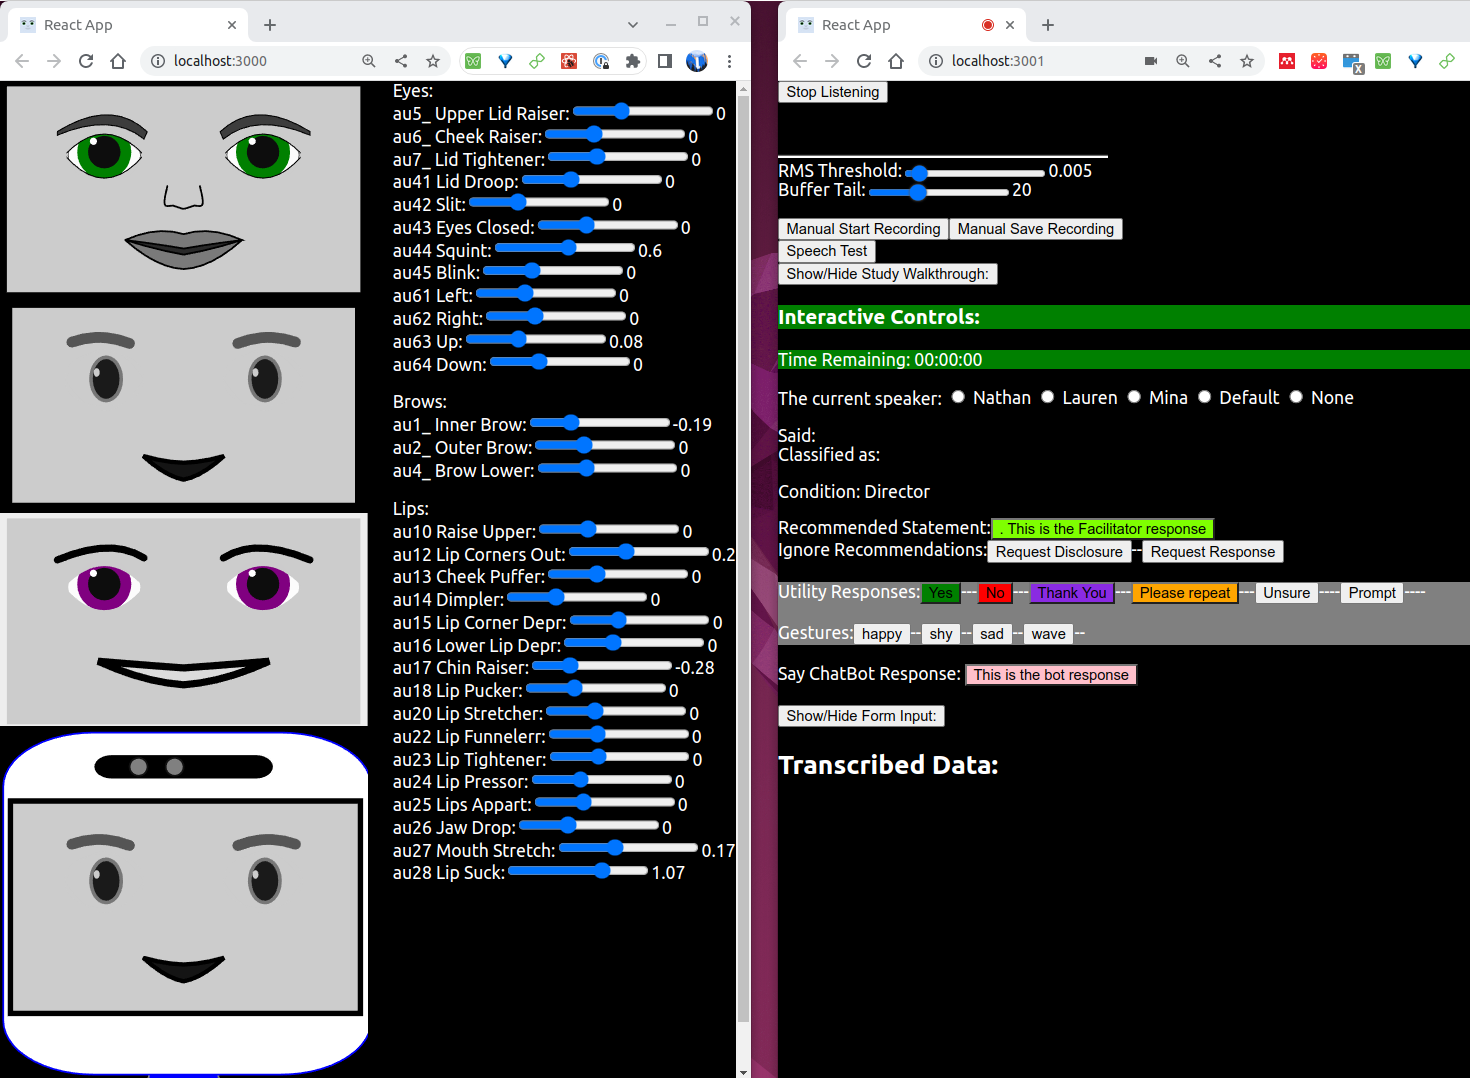 React App
localhost:3000
Eyes:
au5_ Upper Lid Raiser: 0
au6_ Cheek Raiser: 0
au7_ Lid Tightener: 0
au41 Lid Droop: 0
au42 Slit: 0
au43 Eyes Closed: 0
au44 Squint: 0.6
au45 Blink: 0
au61 Left: 0
au62 Right: 0
au63 Up: 0.08
au64 Down: 0
Brows:
au1_ Inner Brow: -0.19
au2_ Outer Brow: 0
au4_ Brow Lower: 0
Lips:
au10 Raise Upper: 0
au12 Lip Corners Out: 0.2
au13 Cheek Puffer: 0
au14 Dimpler: 0
au15 Lip Corner Depr: 0
au16 Lower Lip Depr: 0
au17 Chin Raiser: -0.28
au18 Lip Pucker: 0
au20 Lip Stretcher: 0
au22 Lip Funnelerr: 0
au23 Lip Tightener: 0
au24 Lip Pressor: 0
au25 Lips Appart: 0
au26 Jaw Drop: 0
au27 Mouth Stretch: 0.17
au28 Lip Suck: 1.07
React App
localhost:3001
X
Stop Listening
RMS Threshold: 0.005
Buffer Tail: 20
Manual Start Recording Manual Save Recording
Speech Test
Show/Hide Study Walkthrough:
Interactive Controls:
Time Remaining: 00:00:00
The current speaker: Nathan Lauren Mina Default None
Said:
Classified as:
Condition: Director
Recommended Statement: . This is the Facilitator response
Ignore Recommendations: Request Disclosure -- Request Response
Utility Responses: Yes --- No --- Thank You --- Please repeat --- Unsure ---- Prompt ----
Gestures: happy -- shy -- sad -- wave --
Say ChatBot Response: This is the bot response
Show/Hide Form Input:
Transcribed Data: